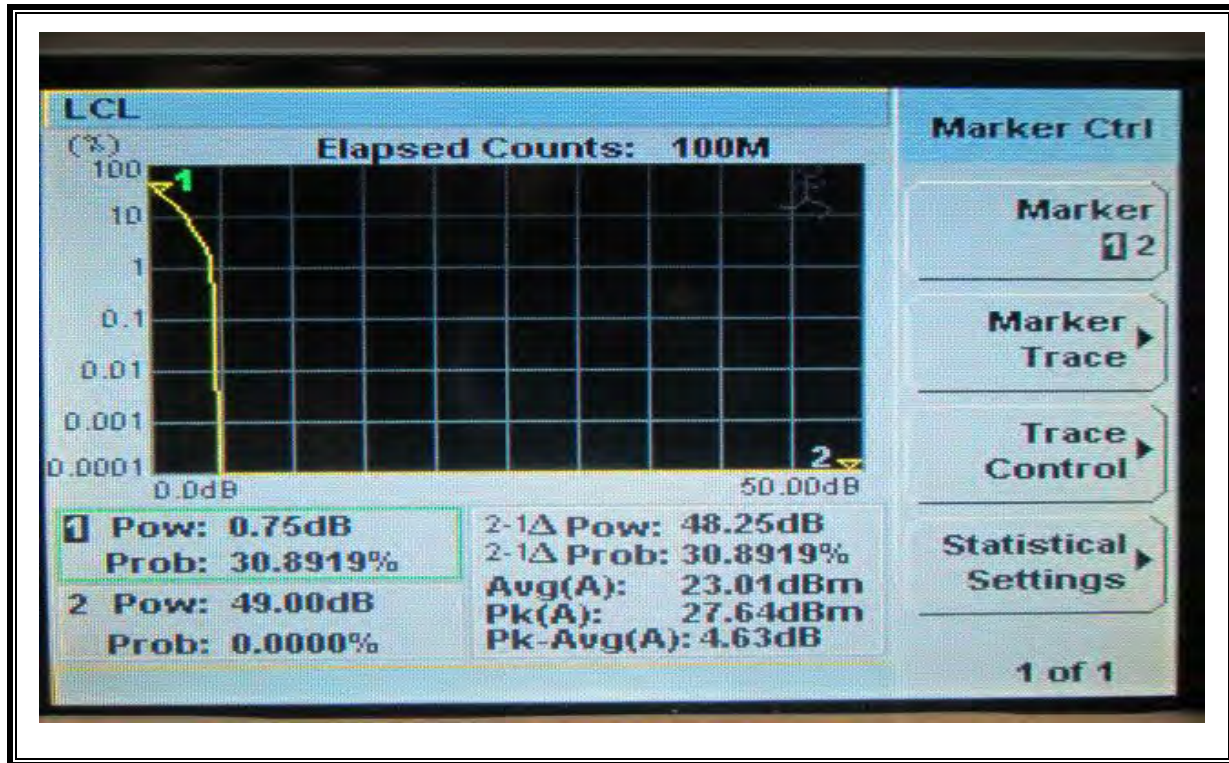 LCL
(%)
Elapsed Counts: 100M
100
10
1
0.1
0.01
0.001
0.0001
1
2
0.0dB
50.00dB
1 Pow: 0.75dB
Prob: 30.8919%
2 Pow: 49.00dB
Prob: 0.0000%
2-1Δ Pow: 48.25dB
2-1Δ Prob: 30.8919%
Avg(A): 23.01dBm
Pk(A): 27.64dBm
Pk-Avg(A): 4.63dB
Marker Ctrl
Marker
1 2
Marker
Trace
Trace
Control
Statistical
Settings
1 of 1